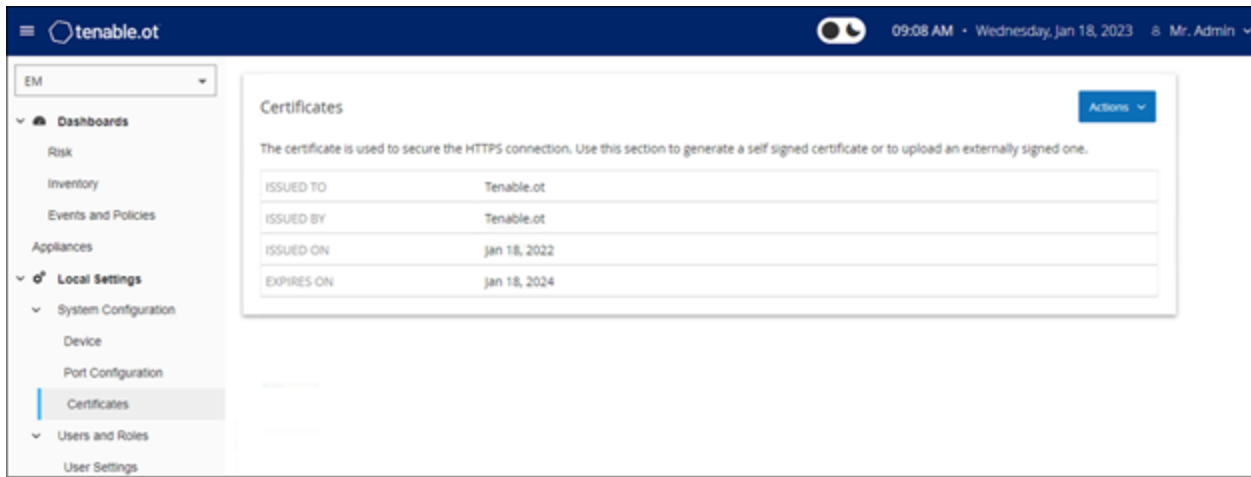 tenable.ot
09:08 AM • Wednesday, Jan 18, 2023 Mr. Admin
EM
Dashboards
Risk
Inventory
Events and Policies
Appliances
Local Settings
System Configuration
Device
Port Configuration
Certificates
Users and Roles
User Settings
Certificates
Actions
The certificate is used to secure the HTTPS connection. Use this section to generate a self signed certificate or to upload an externally signed one.
ISSUED TO Tenable.ot
ISSUED BY Tenable.ot
ISSUED ON Jan 18, 2022
EXPIRES ON Jan 18, 2024